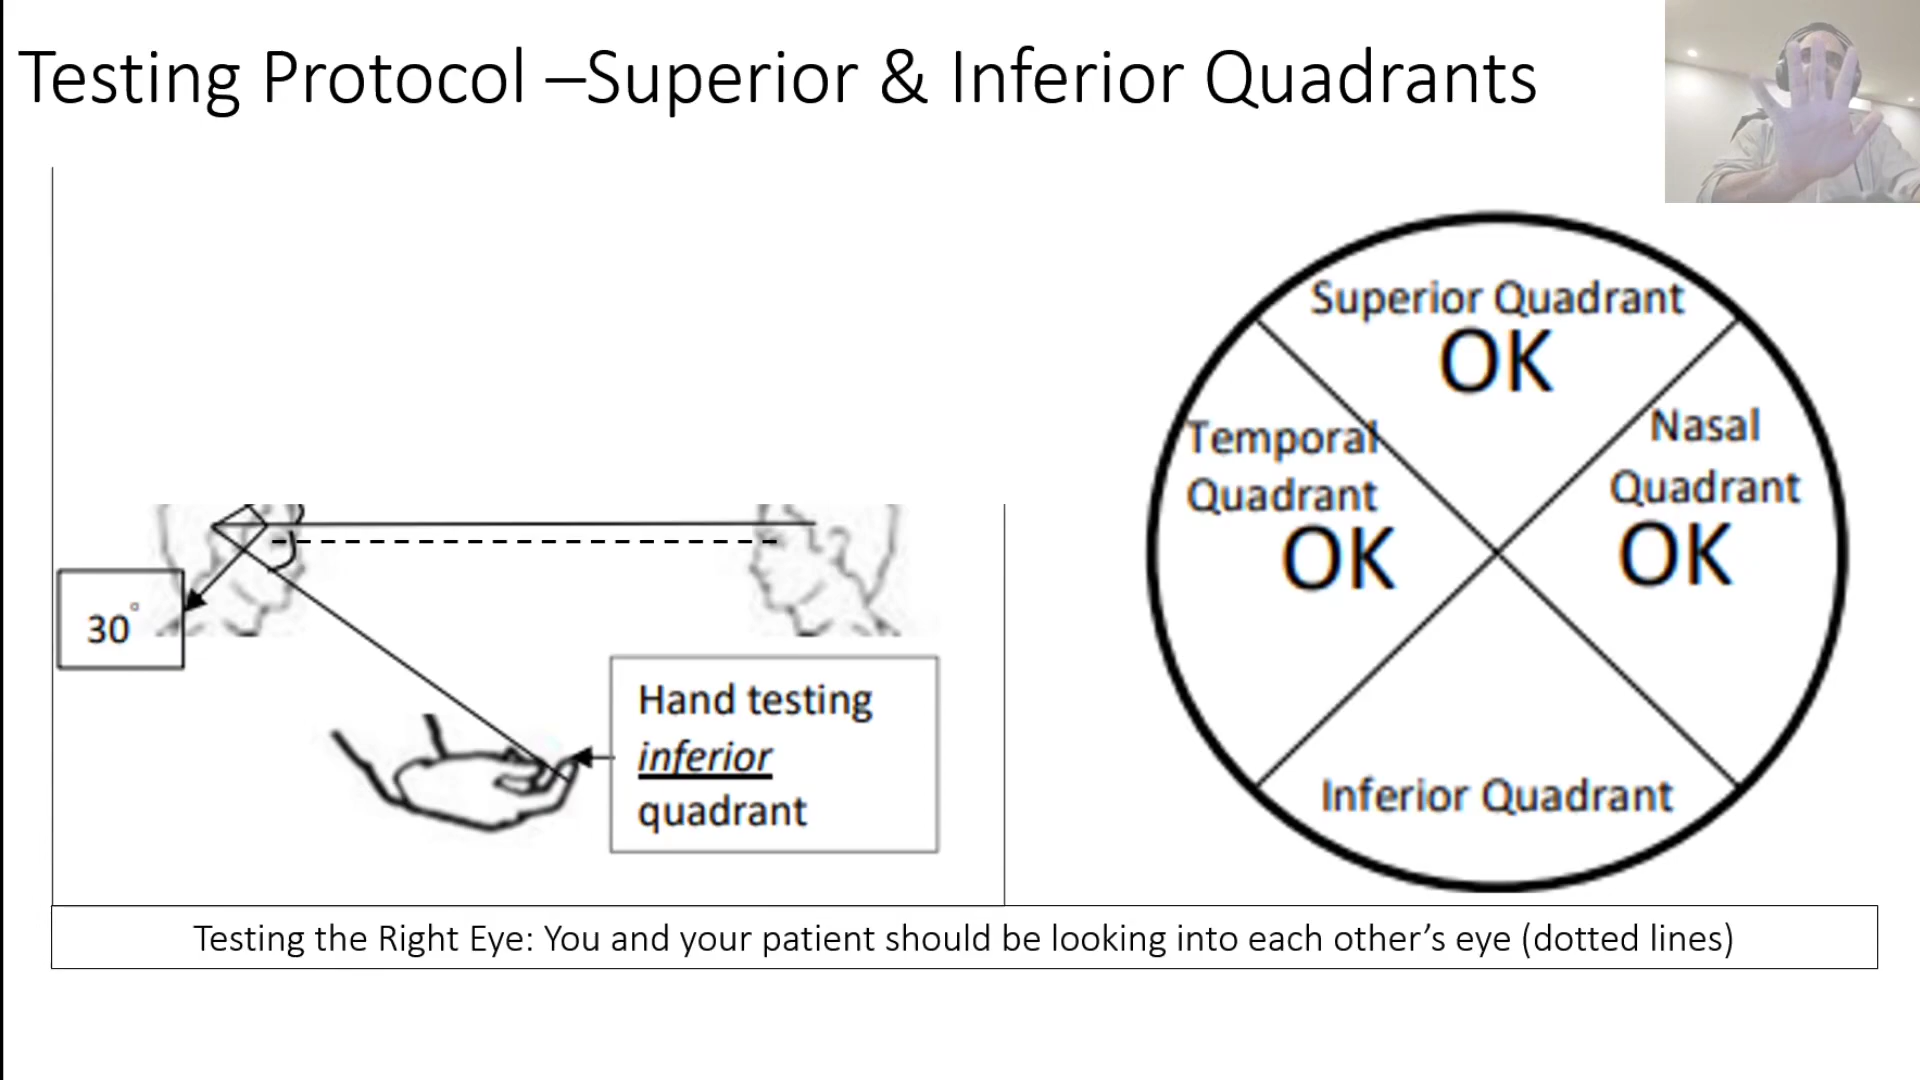 Testing Protocol –Superior & Inferior Quadrants
30°
Hand testing
inferior
quadrant
Superior Quadrant
OK
Temporal
Quadrant
OK
Nasal
Quadrant
OK
Inferior Quadrant
Testing the Right Eye: You and your patient should be looking into each other’s eye (dotted lines)